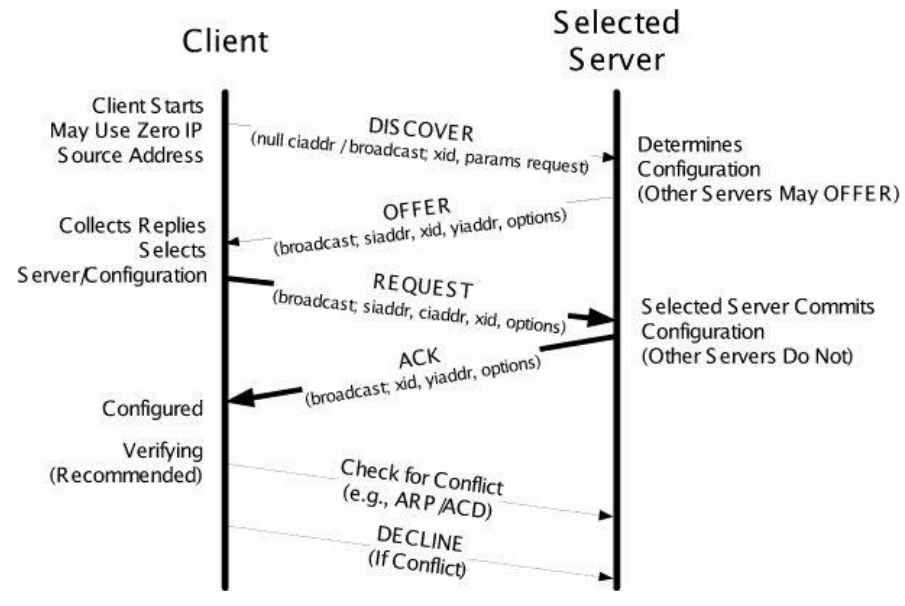 Client
Selected
Server
Client Starts
May Use Zero IP
Source Address
DISCOVER
(null ciaddr / broadcast; xid, params request)
Determines
Configuration
(Other Servers May OFFER)
OFFER
(broadcast; siaddr, xid, yiaddr, options)
Collects Replies
Selects
Server/Configuration
REQUEST
(broadcast; siaddr, ciaddr, xid, options)
Selected Server Commits
Configuration
(Other Servers Do Not)
ACK
(broadcast; xid, yiaddr, options)
Configured
Verifying
(Recommended)
Check for Conflict
(e.g., ARP/ACD)
DECLINE
(If Conflict)